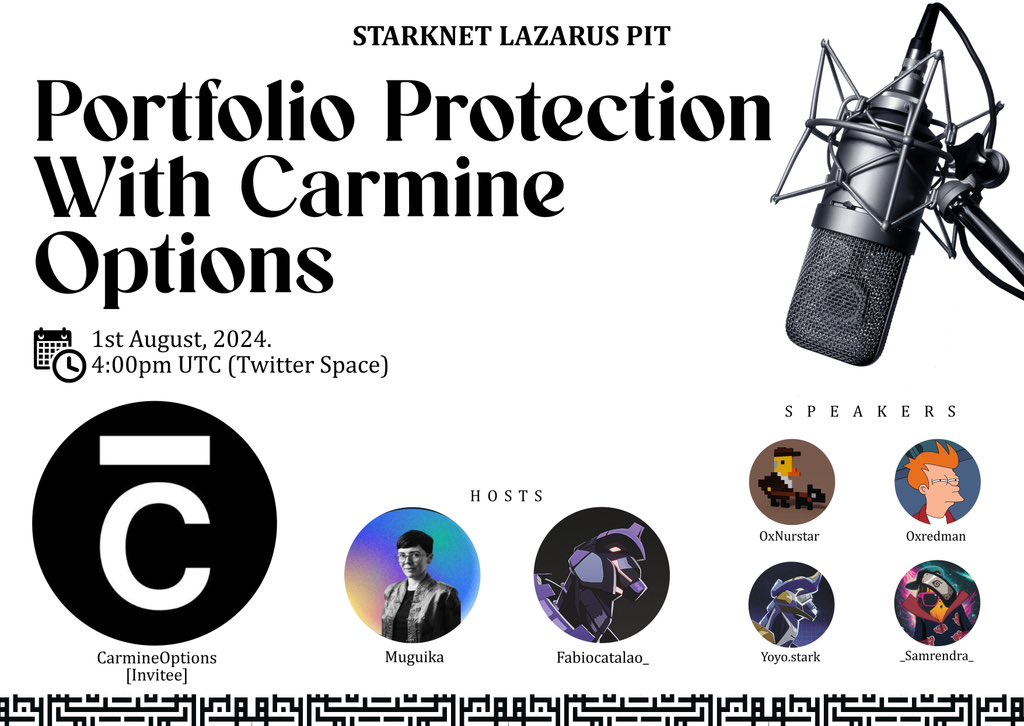 STARKNET LAZARUS PIT
Portfolio Protection
With Carmine
Options
1st August, 2024.
4:00pm UTC (Twitter Space)
SPEAKERS
OxNurstar
Oxredman
HOSTS
Yoyo.stark
_Samrendra_
CarmineOptions
[Invitee]
Muguika
Fabiocatalao_